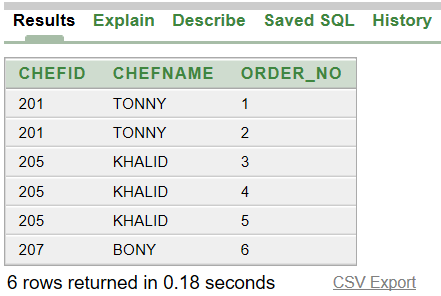 Results Explain Describe Saved SQL History
CHEFID CHEFNAME ORDER_NO
201 TONNY 1
201 TONNY 2
205 KHALID 3
205 KHALID 4
205 KHALID 5
207 BONY 6
6 rows returned in 0.18 seconds CSV Export